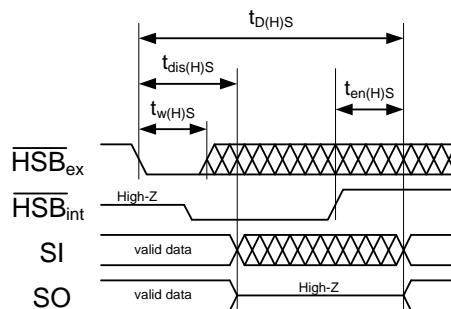 tD(H)S
tdis(H)S
ten(H)S
tw(H)S
HSBex
HSBint
High-Z
SI
valid data
SO
valid data
High-Z